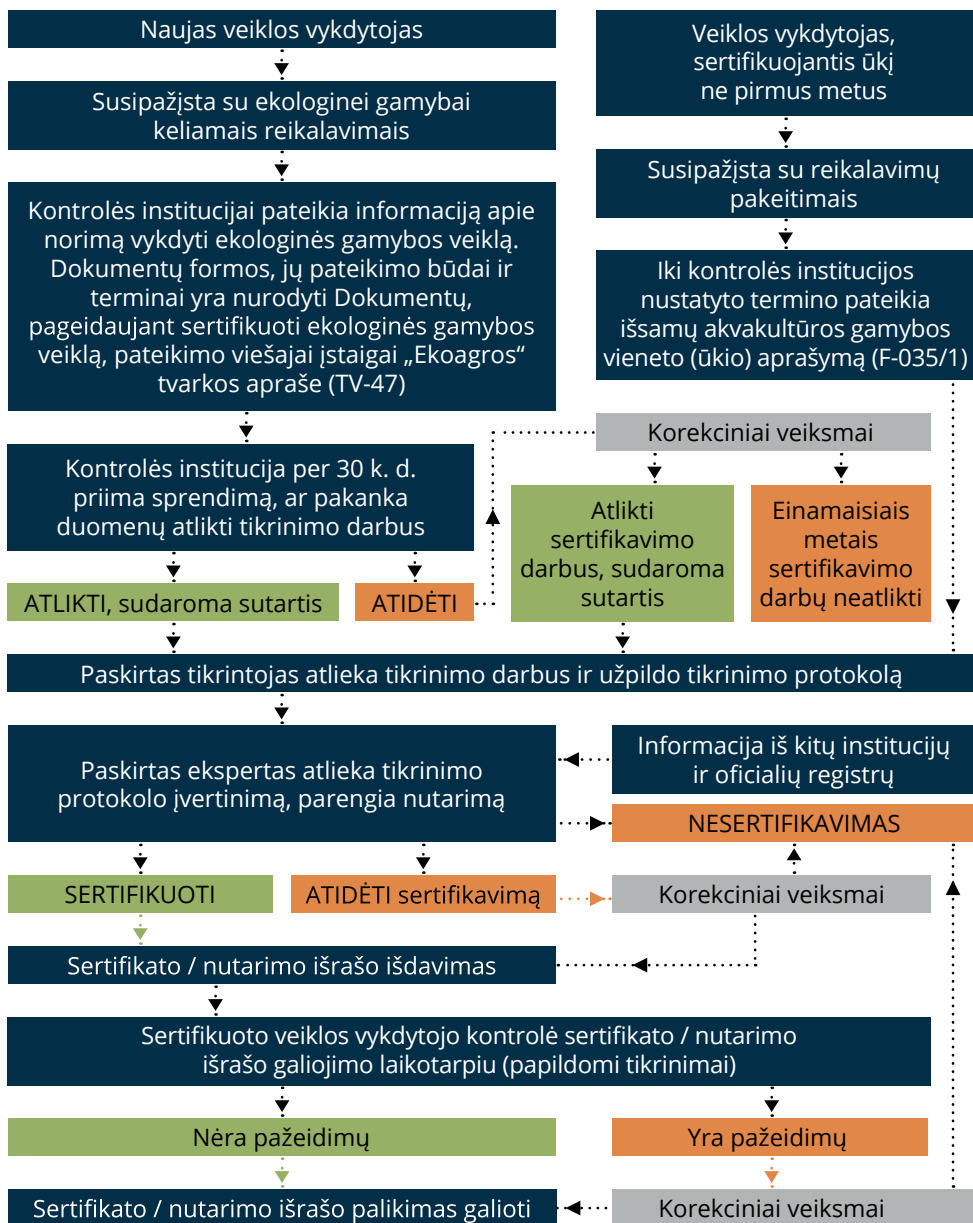 Naujas veiklos vykdytojas
Susipažįsta su ekologinei gamybai
keliamais reikalavimais
Kontrolės institucijai pateikia informaciją apie
norimą vykdyti ekologinės gamybos veiklą.
Dokumentų formos, jų pateikimo būdai ir
terminai yra nurodyti Dokumentų,
pageidaujant sertifikuoti ekologinės gamybos
veiklą, pateikimo viešajai įstaigai „Ekoagros“
tvarkos apraše (TV-47)
Veiklos vykdytojas,
sertifikuojantis ūkį
ne pirmus metus
Susipažįsta su reikalavimų
pakeitimais
Iki kontrolės institucijos
nustatyto termino pateikia
išsamų akvakultūros gamybos
vieneto (ūkio) aprašymą (F-035/1)
Kontrolės institucija per 30 k. d.
priima sprendimą, ar pakanka
duomenų atlikti tikrinimo darbus
ATLIKTI, sudaroma sutartis
ATIDĖTI
Korekciniai veiksmai
Atlikti
sertifikavimo
darbus, sudaroma
sutartis
Einamaisiais
metais
sertifikavimo
darbų neatlikti
Paskirtas tikrintojas atlieka tikrinimo darbus ir užpildo tikrinimo protokolą
Paskirtas ekspertas atlieka tikrinimo
protokolo įvertinimą, parengia nutarimą
Informacija iš kitų institucijų
ir oficialių registrų
NESERTIFIKAVIMAS
SERTIFIKUOTI
ATIDĖTI sertifikavimą
Korekciniai veiksmai
Sertifikato / nutarimo išrašo išdavimas
Sertifikuoto veiklos vykdytojo kontrolė sertifikato / nutarimo
išrašo galiojimo laikotarpiu (papildomi tikrinimai)
Nėra pažeidimų
Yra pažeidimų
Sertifikato / nutarimo išrašo palikimas galioti
Korekciniai veiksmai